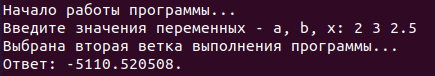 Начало работы программы...
Введите значения переменных - a, b, x: 2 3 2.5
Выбрана вторая ветка выполнения программы...
Ответ: -5110.520508.